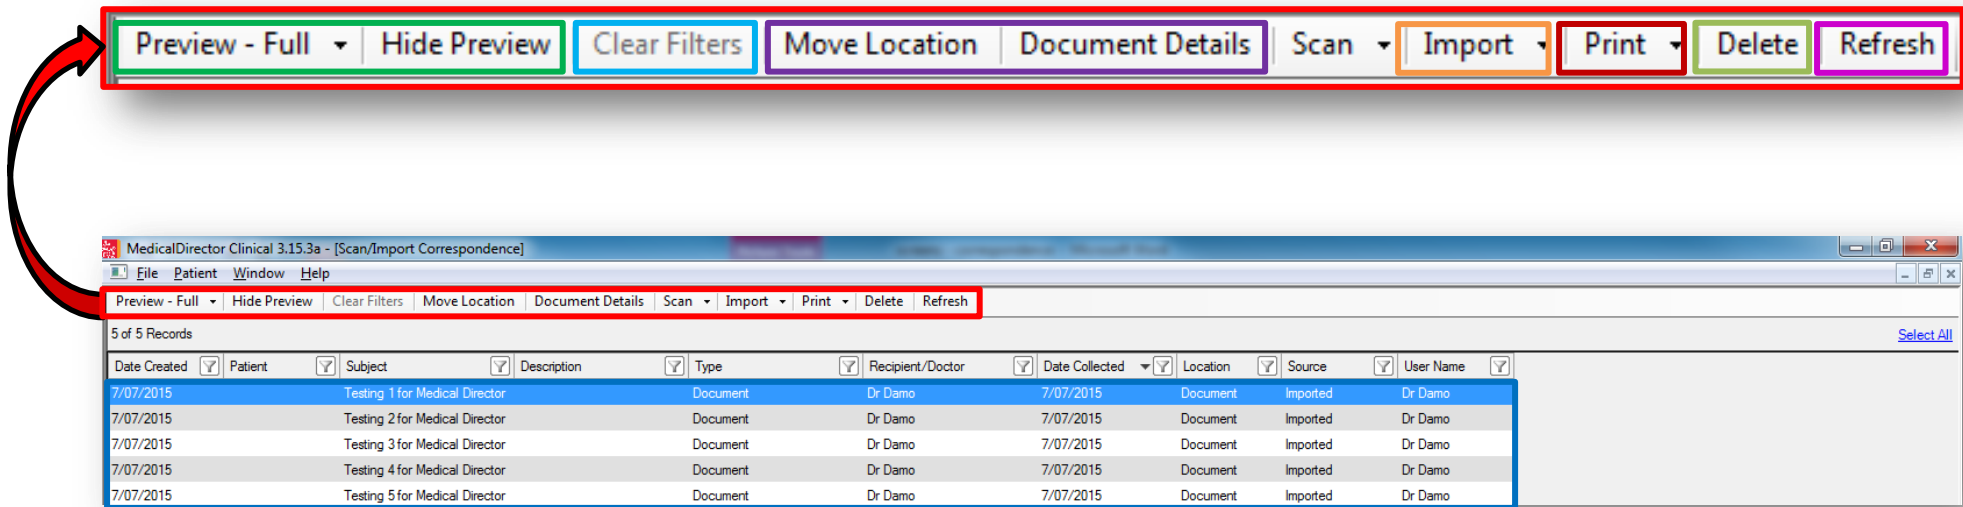 Preview - Full Hide Preview Clear Filters Move Location Document Details Scan Import Print Delete Refresh
MedicalDirector Clinical 3.15.3a - [Scan/Import Correspondence]
File Patient Window Help
Preview - Full Hide Preview Clear Filters Move Location Document Details Scan Import Print Delete Refresh
5 of 5 Records Select All
Date Created Patient Subject Description Type Recipient/Doctor Date Collected Location Source User Name
7/07/2015 Testing 1 for Medical Director Document Dr Damo 7/07/2015 Document Imported Dr Damo
7/07/2015 Testing 2 for Medical Director Document Dr Damo 7/07/2015 Document Imported Dr Damo
7/07/2015 Testing 3 for Medical Director Document Dr Damo 7/07/2015 Document Imported Dr Damo
7/07/2015 Testing 4 for Medical Director Document Dr Damo 7/07/2015 Document Imported Dr Damo
7/07/2015 Testing 5 for Medical Director Document Dr Damo 7/07/2015 Document Imported Dr Damo